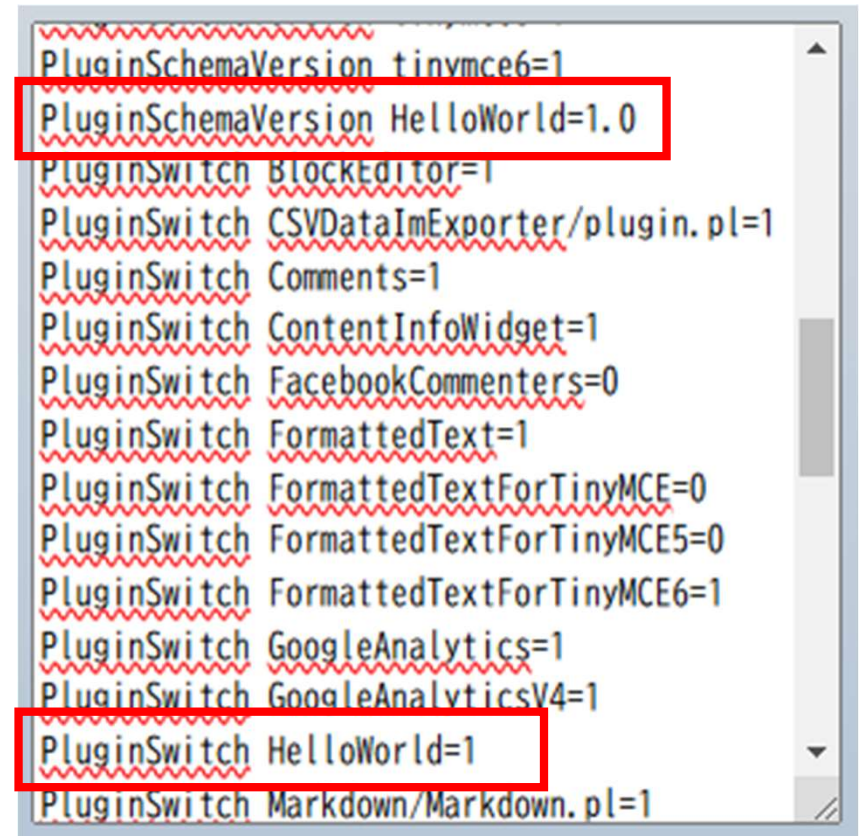 PluginSchemaVersion tinymce6=1
PluginSchemaVersion HelloWorld=1.0
PluginSwitch BlockEditor=1
PluginSwitch CSVDataImExporter/plugin.pl=1
PluginSwitch Comments=1
PluginSwitch ContentInfoWidget=1
PluginSwitch FacebookCommenters=0
PluginSwitch FormattedText=1
PluginSwitch FormattedTextForTinyMCE=0
PluginSwitch FormattedTextForTinyMCE5=0
PluginSwitch FormattedTextForTinyMCE6=1
PluginSwitch GoogleAnalytics=1
PluginSwitch GoogleAnalyticsV4=1
PluginSwitch HelloWorld=1
PluginSwitch Markdown/Markdown.pl=1